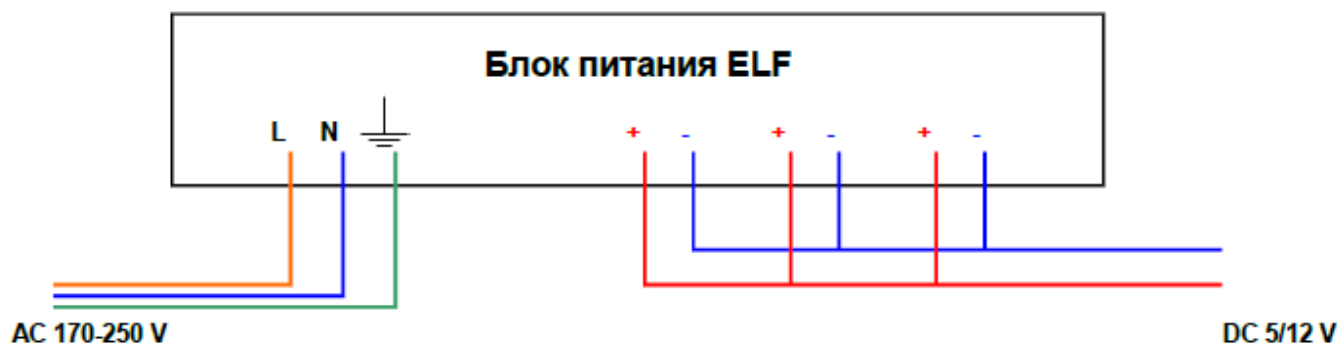 Блок питания ELF
L N + - + - + -
AC 170-250 V
DC 5/12 V